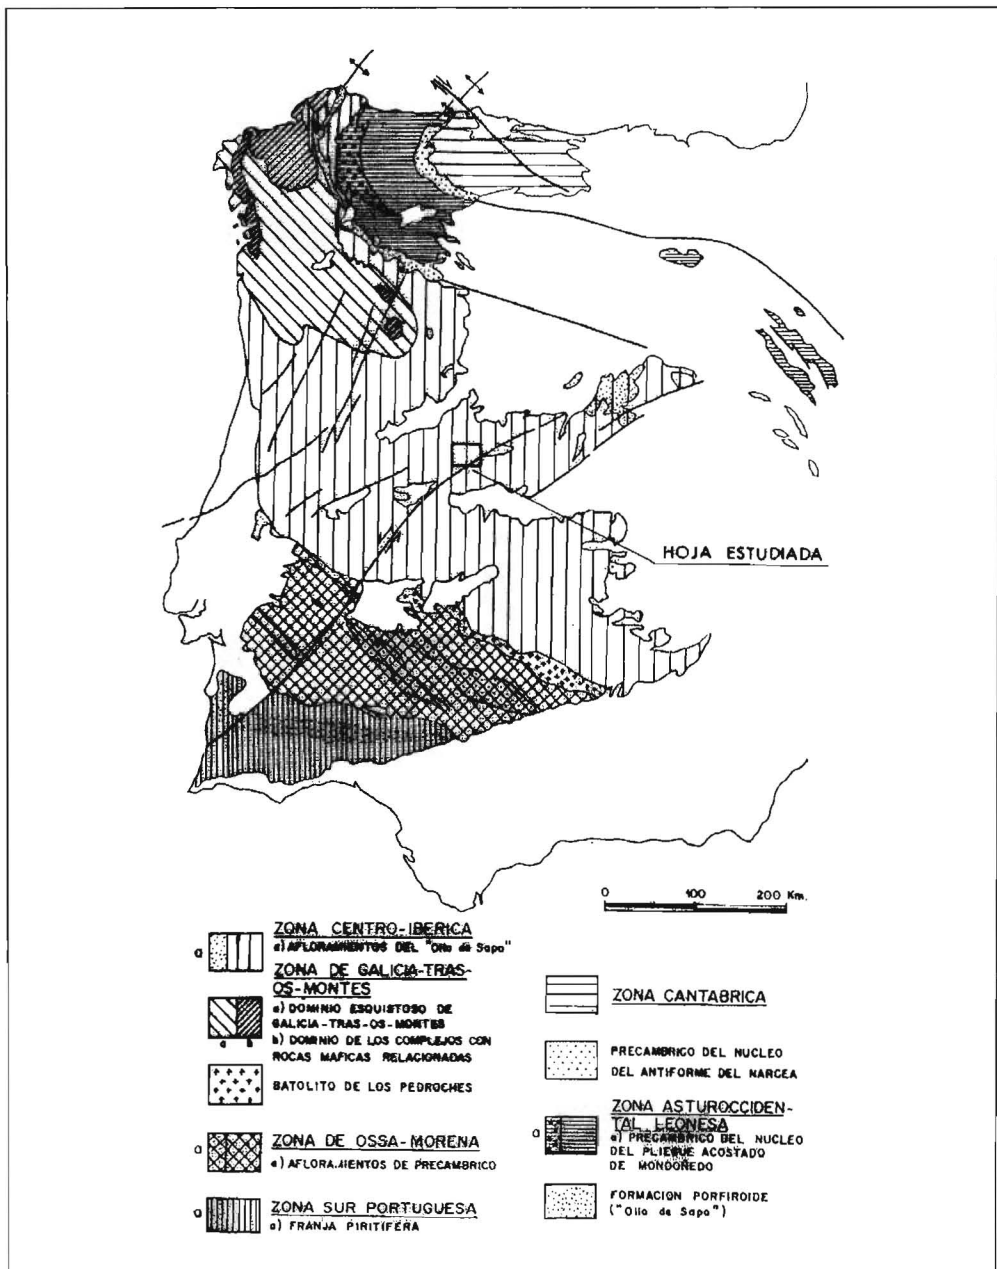 HOJA ESTUDIADA
0 100 200 Km.
a
ZONA CENTRO-IBERICA
a) AFLORAMIENTOS DEL "Ollo de Sapo"
ZONA DE GALICIA-TRAS-
OS-MONTES
a) DOMINIO ESQUISTOSO DE
GALICIA-TRAS-OS-MONTES
b) DOMINIO DE LOS COMPLEJOS CON
ROCAS MAFICAS RELACIONADAS
a b
BATOLITO DE LOS PEDROCHES
a
ZONA DE OSSA-MORENA
a) AFLORAMIENTOS DE PRECAMBRICO
a
ZONA SUR PORTUGUESA
a) FRANJA PIRITIFERA
ZONA CANTABRICA
PRECAMBRICO DEL NUCLEO
DEL ANTIFORME DEL NARCEA
a
ZONA ASTUROCCIDEN-
TAL LEONESA
a) PRECAMBRICO DEL NUCLEO
DEL PLIEGUE ACOSTADO
DE MONDOÑEDO
FORMACION PORFIROIDE
("Ollo de Sapo")